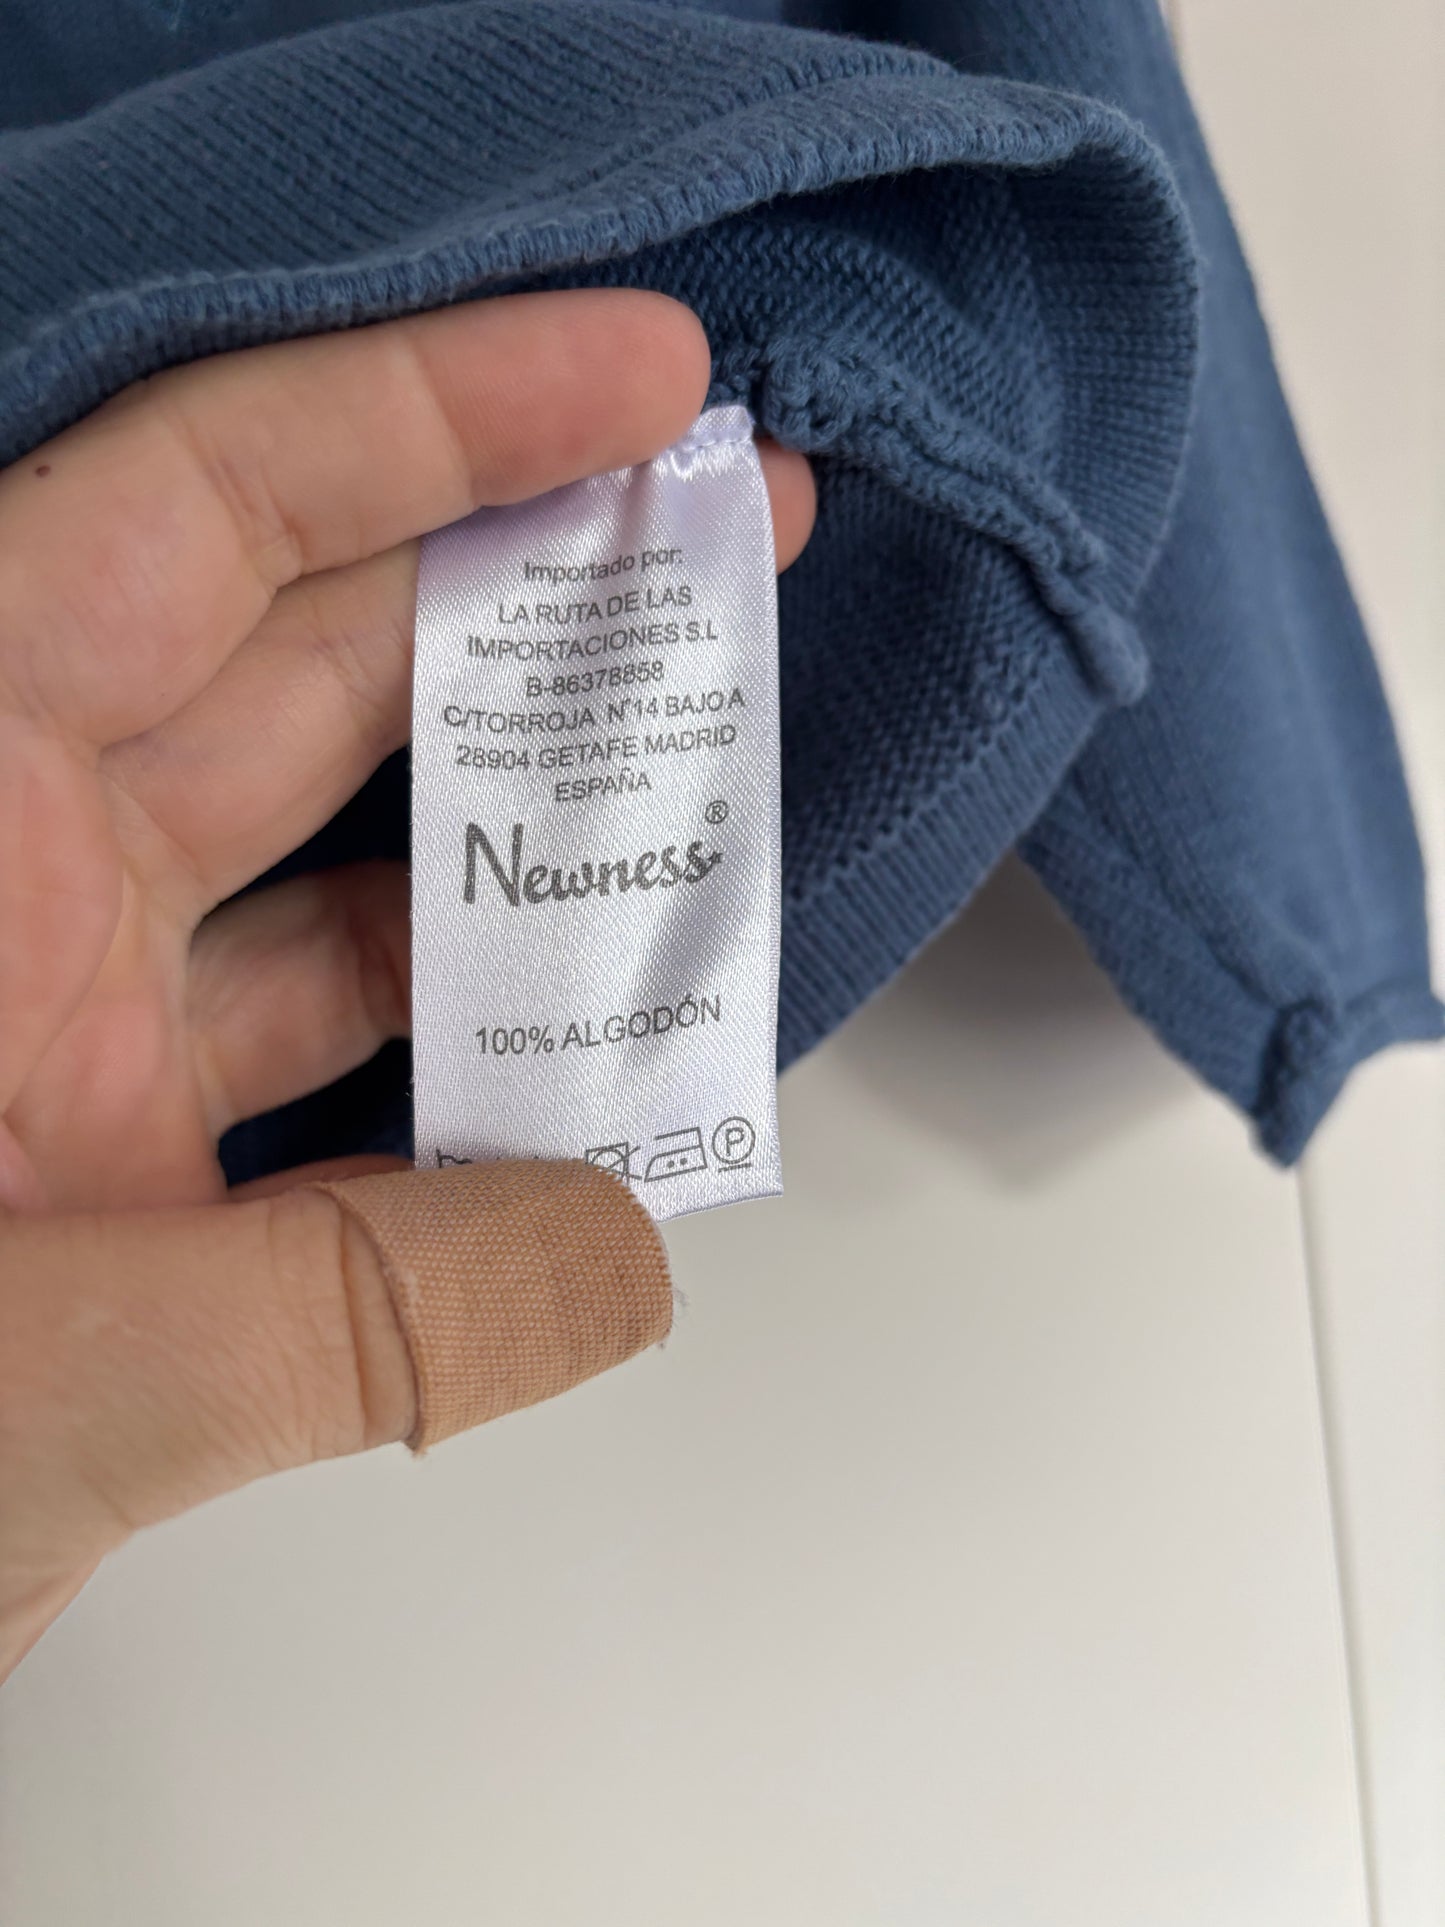 Importado por:
LA RUTA DE LAS
IMPORTACIONES S.L
B-86378858
C/TORROJA N°14 BAJO A
28904 GETAFE MADRID
ESPAÑA
Newness®
100% ALGODÓN
P